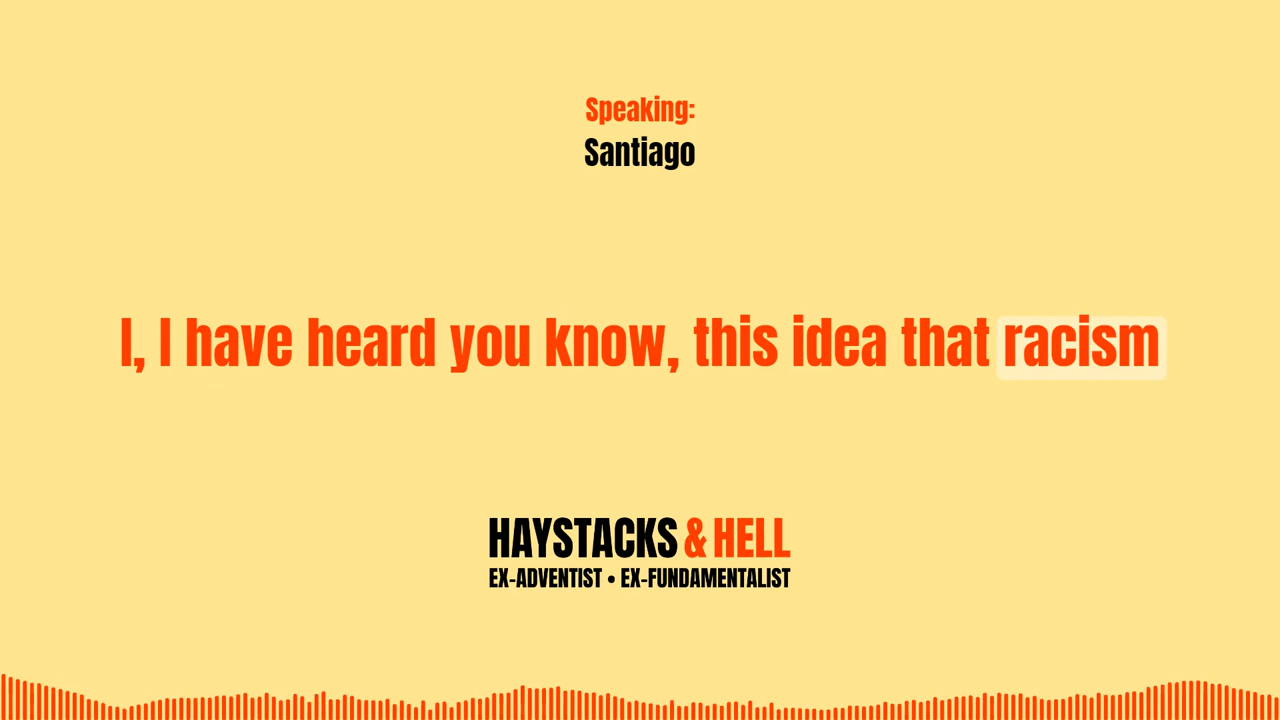 Speaking:
Santiago
I, I have heard you know, this idea that racism
HAYSTACKS & HELL
EX-ADVENTIST • EX-FUNDAMENTALIST